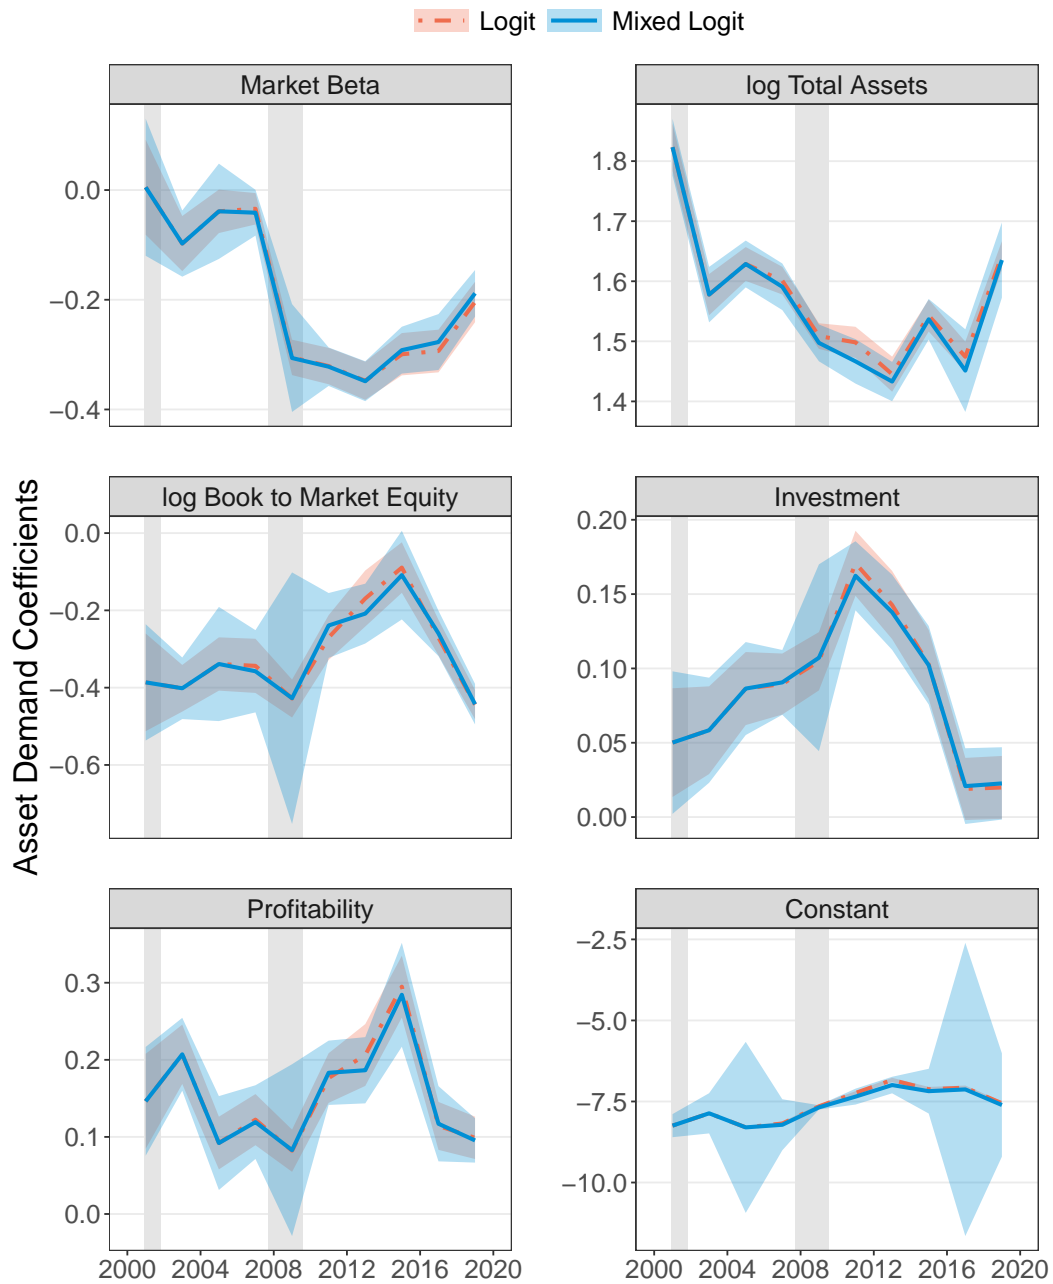 Logit Mixed Logit
Market Beta
log Total Assets
0.0
−0.2
−0.4
1.8
1.7
1.6
1.5
1.4
Asset Demand Coefficients
log Book to Market Equity
Investment
0.0
−0.2
−0.4
−0.6
0.20
0.15
0.10
0.05
0.00
Profitability
Constant
0.3
0.2
0.1
0.0
−2.5
−5.0
−7.5
−10.0
2000 2004 2008 2012 2016 2020
2000 2004 2008 2012 2016 2020